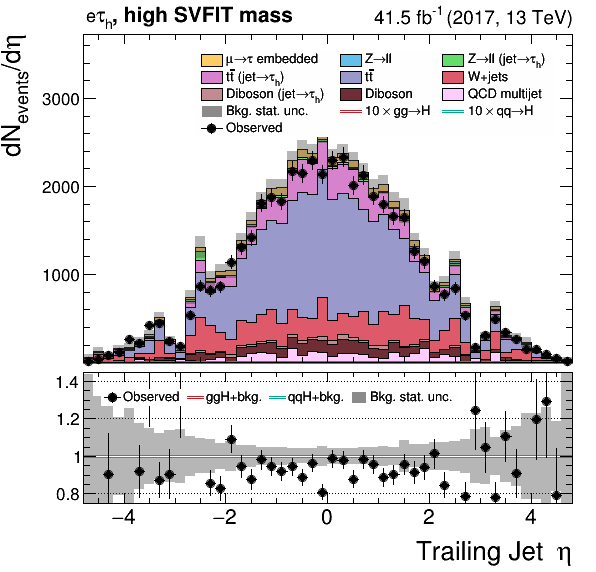 eτh, high SVFIT mass 41.5 fb-1 (2017, 13 TeV)
dNevents/dη
μ→τ embedded Z→ll Z→ll (jet→τh)
tt̄ (jet→τh) tt̄ W+jets
Diboson (jet→τh) Diboson QCD multijet
Bkg. stat. unc. 10 × gg→H 10 × qq→H
Observed
3000
2000
1000
1.4
Observed ggH+bkg. qqH+bkg. Bkg. stat. unc.
1.2
1
0.8
−4 −2 0 2 4
Trailing Jet η